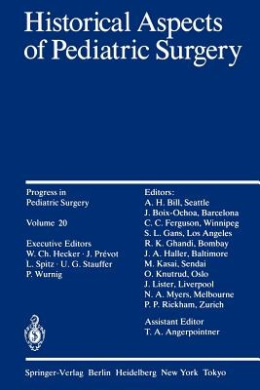 Historical Aspects
of Pediatric Surgery
Progress in
Pediatric Surgery
Volume 20
Executive Editors
W. Ch. Hecker · J. Prévot
L. Spitz · U. G. Stauffer
P. Wurnig
Editors:
A. H. Bill, Seattle
J. Boix-Ochoa, Barcelona
C. C. Ferguson, Winnipeg
S. L. Gans, Los Angeles
R. K. Ghandi, Bombay
J. A. Haller, Baltimore
M. Kasai, Sendai
O. Knutrud, Oslo
J. Lister, Liverpool
N. A. Myers, Melbourne
P. P. Rickham, Zurich
Assistant Editor
T. A. Angerpointner
Springer-Verlag Berlin Heidelberg New York Tokyo